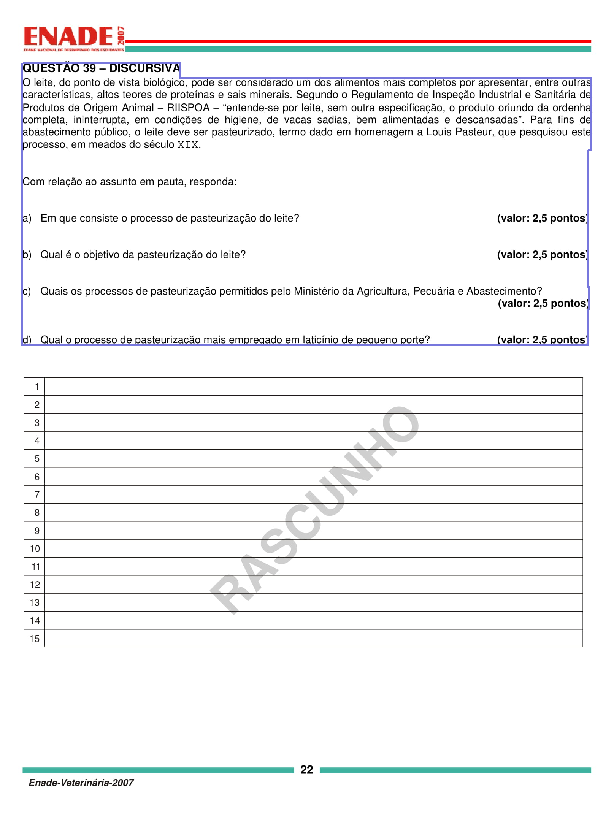 ENADE 2007
EXAME NACIONAL DE DESEMPENHO DOS ESTUDANTES
QUESTÃO 39 – DISCURSIVA
O leite, do ponto de vista biológico, pode ser considerado um dos alimentos mais completos por apresentar, entre outras
características, altos teores de proteínas e sais minerais. Segundo o Regulamento de Inspeção Industrial e Sanitária de
Produtos de Origem Animal – RIISPOA – “entende-se por leite, sem outra especificação, o produto oriundo da ordenha
completa, ininterrupta, em condições de higiene, de vacas sadias, bem alimentadas e descansadas”. Para fins de
abastecimento público, o leite deve ser pasteurizado, termo dado em homenagem a Louis Pasteur, que pesquisou este
processo, em meados do século XIX.
Com relação ao assunto em pauta, responda:
a) Em que consiste o processo de pasteurização do leite? (valor: 2,5 pontos)
b) Qual é o objetivo da pasteurização do leite? (valor: 2,5 pontos)
c) Quais os processos de pasteurização permitidos pelo Ministério da Agricultura, Pecuária e Abastecimento?
(valor: 2,5 pontos)
d) Qual o processo de pasteurização mais empregado em laticínio de pequeno porte? (valor: 2,5 pontos)
1
2
3
4
5
6
7
8
9
10
11
12
13
14
15
RASCUNHO
22
Enade-Veterinária-2007